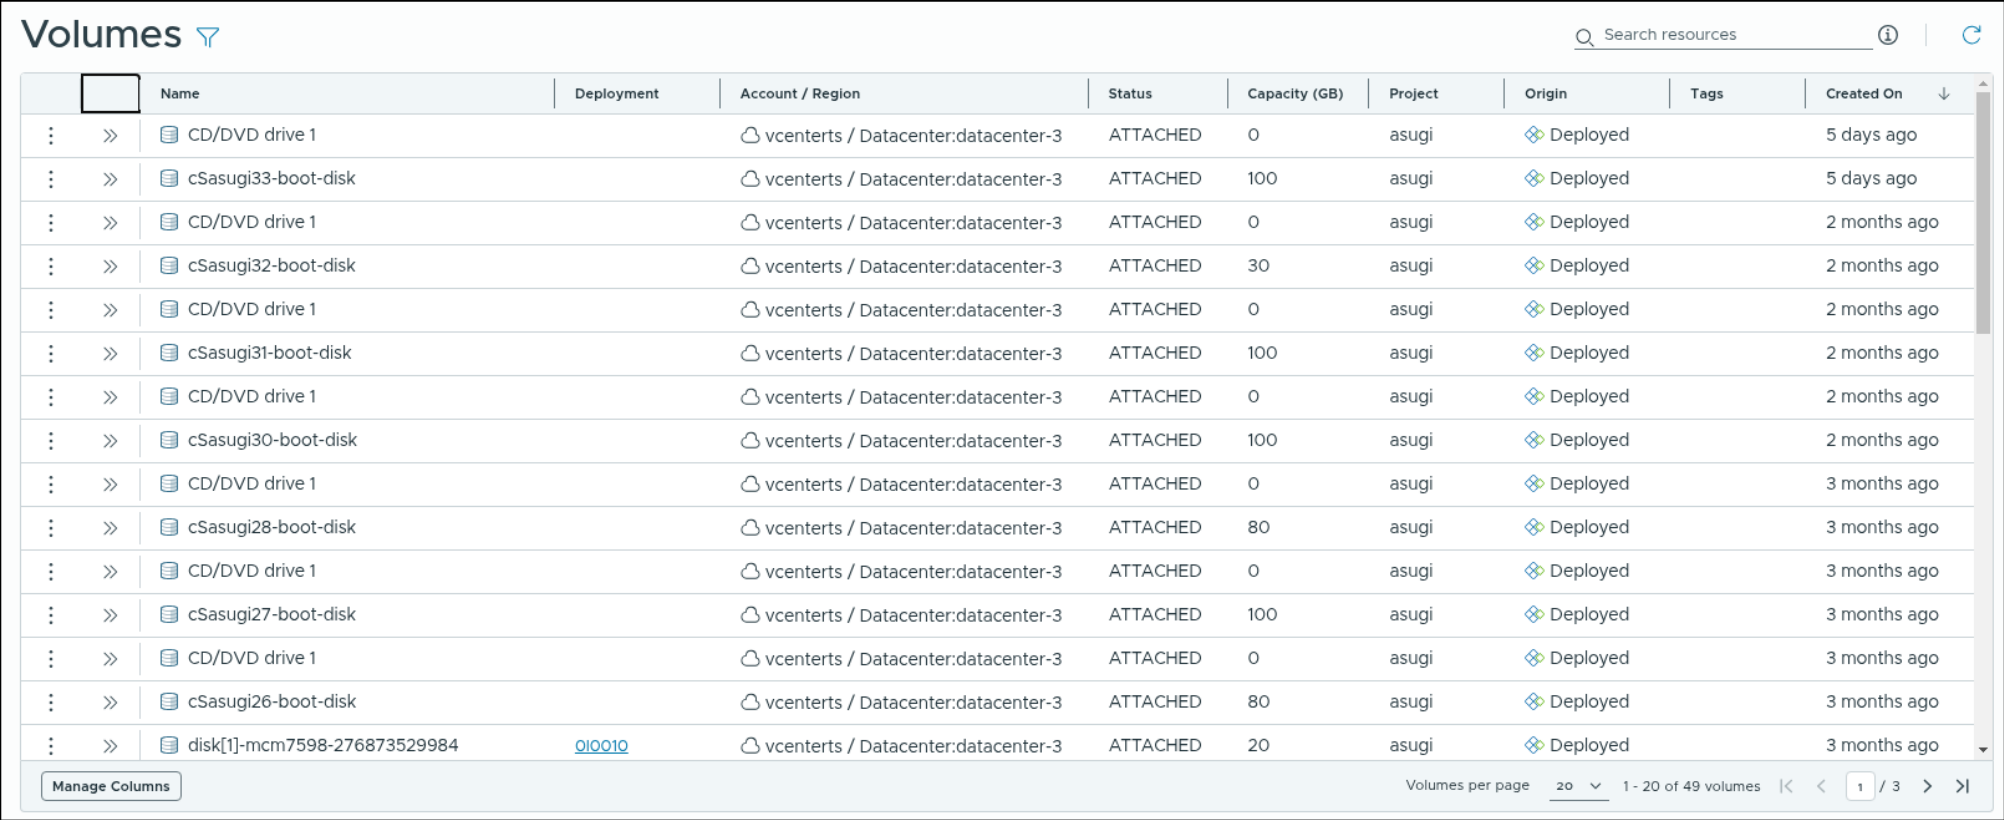 Volumes
Search resources
Name Deployment Account / Region Status Capacity (GB) Project Origin Tags Created On
CD/DVD drive 1 vcenterts / Datacenter:datacenter-3 ATTACHED 0 asugi Deployed 5 days ago
cSasugi33-boot-disk vcenterts / Datacenter:datacenter-3 ATTACHED 100 asugi Deployed 5 days ago
CD/DVD drive 1 vcenterts / Datacenter:datacenter-3 ATTACHED 0 asugi Deployed 2 months ago
cSasugi32-boot-disk vcenterts / Datacenter:datacenter-3 ATTACHED 30 asugi Deployed 2 months ago
CD/DVD drive 1 vcenterts / Datacenter:datacenter-3 ATTACHED 0 asugi Deployed 2 months ago
cSasugi31-boot-disk vcenterts / Datacenter:datacenter-3 ATTACHED 100 asugi Deployed 2 months ago
CD/DVD drive 1 vcenterts / Datacenter:datacenter-3 ATTACHED 0 asugi Deployed 2 months ago
cSasugi30-boot-disk vcenterts / Datacenter:datacenter-3 ATTACHED 100 asugi Deployed 2 months ago
CD/DVD drive 1 vcenterts / Datacenter:datacenter-3 ATTACHED 0 asugi Deployed 3 months ago
cSasugi28-boot-disk vcenterts / Datacenter:datacenter-3 ATTACHED 80 asugi Deployed 3 months ago
CD/DVD drive 1 vcenterts / Datacenter:datacenter-3 ATTACHED 0 asugi Deployed 3 months ago
cSasugi27-boot-disk vcenterts / Datacenter:datacenter-3 ATTACHED 100 asugi Deployed 3 months ago
CD/DVD drive 1 vcenterts / Datacenter:datacenter-3 ATTACHED 0 asugi Deployed 3 months ago
cSasugi26-boot-disk vcenterts / Datacenter:datacenter-3 ATTACHED 80 asugi Deployed 3 months ago
disk[1]-mcm7598-276873529984 0I0010 vcenterts / Datacenter:datacenter-3 ATTACHED 20 asugi Deployed 3 months ago
Manage Columns Volumes per page 20 1 - 20 of 49 volumes 1 / 3